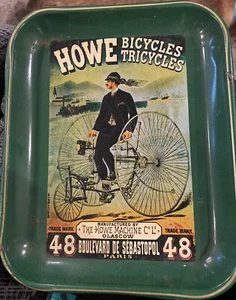 HOWE BICYCLES
TRICYCLES
MANUFACTURED BY
THE HOWE MACHINE Cº Lᴰ
GLASGOW
TRADE MARK
TRADE MARK
48 BOULEVARD DE SÉBASTOPOL 48
PARIS